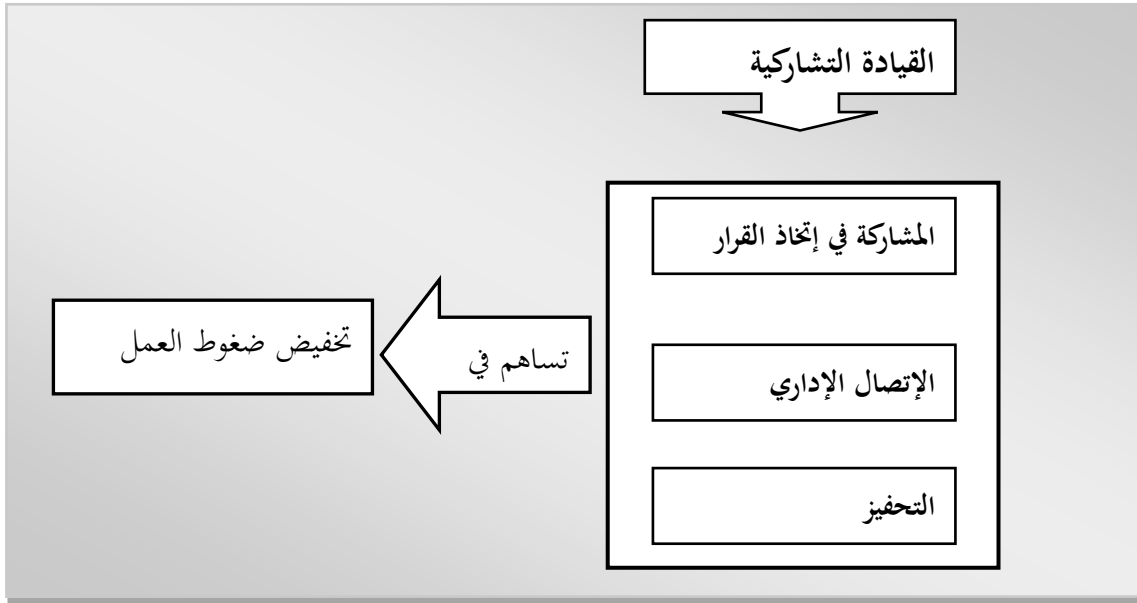 القيادة التشاركية
المشاركة في إتخاذ القرار
الإتصال الإداري
التحفيز
تساهم في
تخفيض ضغوط العمل